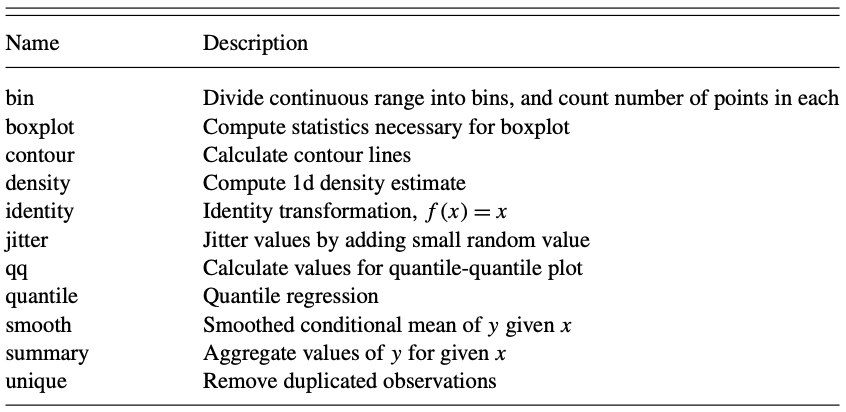 Name Description
bin Divide continuous range into bins, and count number of points in each
boxplot Compute statistics necessary for boxplot
contour Calculate contour lines
density Compute 1d density estimate
identity Identity transformation, f(x) = x
jitter Jitter values by adding small random value
qq Calculate values for quantile-quantile plot
quantile Quantile regression
smooth Smoothed conditional mean of y given x
summary Aggregate values of y for given x
unique Remove duplicated observations